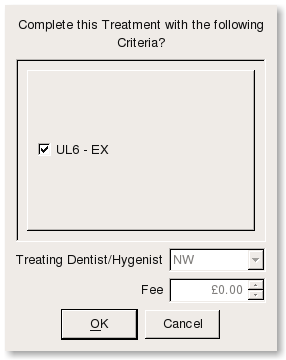 Complete this Treatment with the following
Criteria?
UL6 - EX
Treating Dentist/Hygenist NW
Fee £0.00
OK Cancel